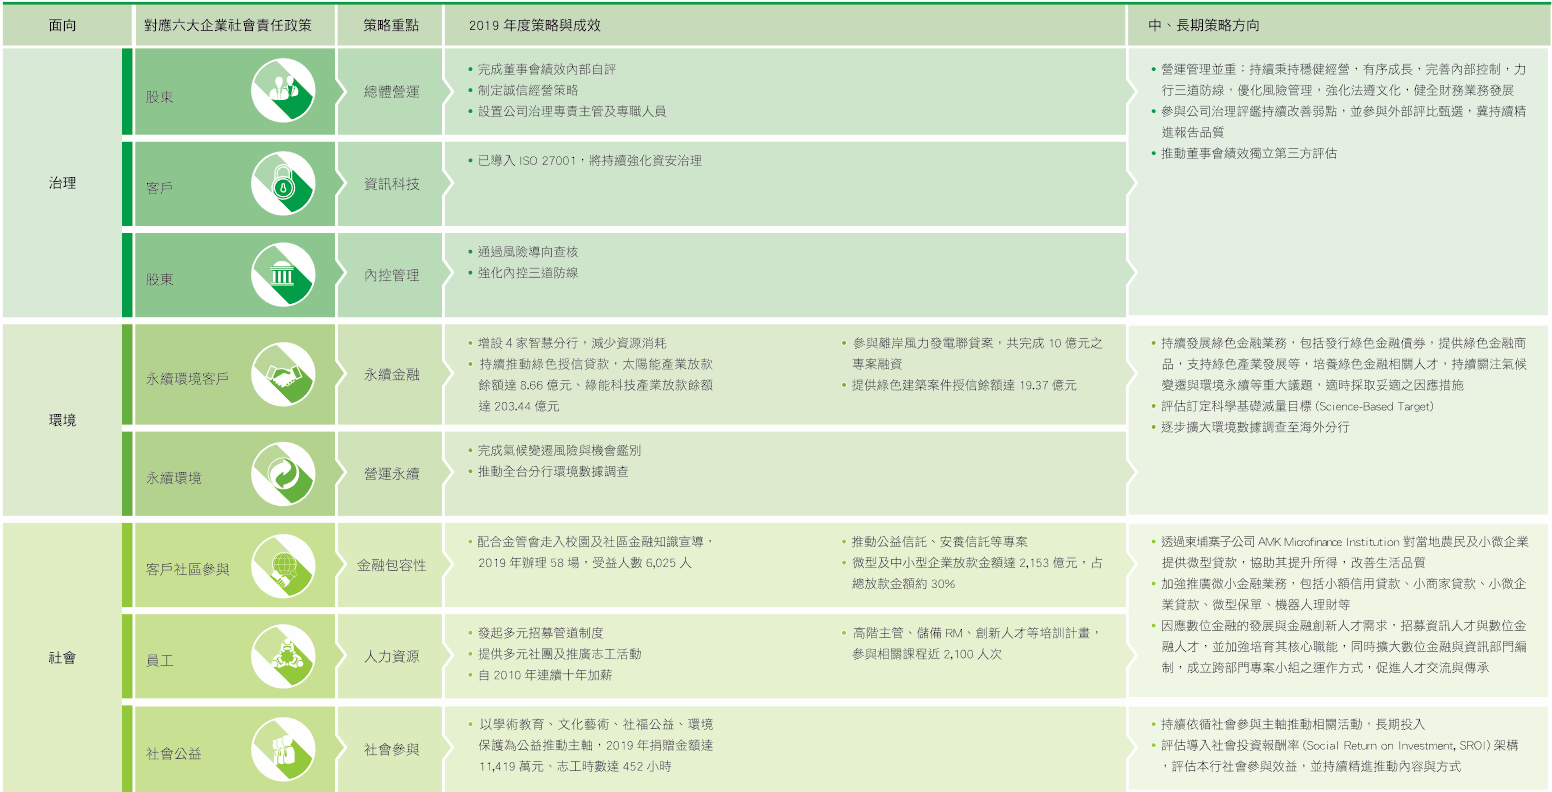 面向
對應六大企業社會責任政策
策略重點
2019 年度策略與成效
中、長期策略方向
治理
股東
總體營運
• 完成董事會績效內部自評
• 制定誠信經營策略
• 設置公司治理專責主管及專職人員
客戶
資訊科技
• 已導入 ISO 27001，將持續強化資安治理
股東
內控管理
• 通過風險導向查核
• 強化內控三道防線
• 營運管理並重：持續秉持穩健經營，有序成長，完善內部控制，力
行三道防線，優化風險管理，強化法遵文化，健全財務業務發展
• 參與公司治理評鑑持續改善弱點，並參與外部評比甄選，冀持續精
進報告品質
• 推動董事會績效獨立第三方評估
環境
永續環境客戶
永續金融
• 增設 4 家智慧分行，減少資源消耗
• 持續推動綠色授信貸款，太陽能產業放款
餘額達 8.66 億元、綠能科技產業放款餘額
達 203.44 億元
• 參與離岸風力發電聯貸案，共完成 10 億元之
專案融資
• 提供綠色建築案件授信餘額達 19.37 億元
永續環境
營運永續
• 完成氣候變遷風險與機會鑑別
• 推動全台分行環境數據調查
• 持續發展綠色金融業務，包括發行綠色金融債券，提供綠色金融商
品，支持綠色產業發展等，培養綠色金融相關人才，持續關注氣候
變遷與環境永續等重大議題，適時採取妥適之因應措施
• 評估訂定科學基礎減量目標 (Science-Based Target)
• 逐步擴大環境數據調查至海外分行
社會
客戶社區參與
金融包容性
• 配合金管會走入校園及社區金融知識宣導，
2019 年辦理 58 場，受益人數 6,025 人
• 推動公益信託、安養信託等專案
• 微型及中小型企業放款金額達 2,153 億元，占
總放款金額約 30%
員工
人力資源
• 發起多元招募管道制度
• 提供多元社團及推廣志工活動
• 自 2010 年連續十年加薪
• 高階主管、儲備 RM、創新人才等培訓計畫，
參與相關課程近 2,100 人次
• 透過柬埔寨子公司 AMK Microfinance Institution 對當地農民及小微企業
提供微型貸款，協助其提升所得，改善生活品質
• 加強推廣微小金融業務，包括小額信用貸款、小商家貸款、小微企
業貸款、微型保單、機器人理財等
• 因應數位金融的發展與金融創新人才需求，招募資訊人才與數位金
融人才，並加強培育其核心職能，同時擴大數位金融與資訊部門編
制，成立跨部門專案小組之運作方式，促進人才交流與傳承
社會公益
社會參與
• 以學術教育、文化藝術、社福公益、環境
保護為公益推動主軸，2019 年捐贈金額達
11,419 萬元、志工時數達 452 小時
• 持續依循社會參與主軸推動相關活動，長期投入
• 評估導入社會投資報酬率 (Social Return on Investment, SROI) 架構
，評估本行社會參與效益，並持續精進推動內容與方式